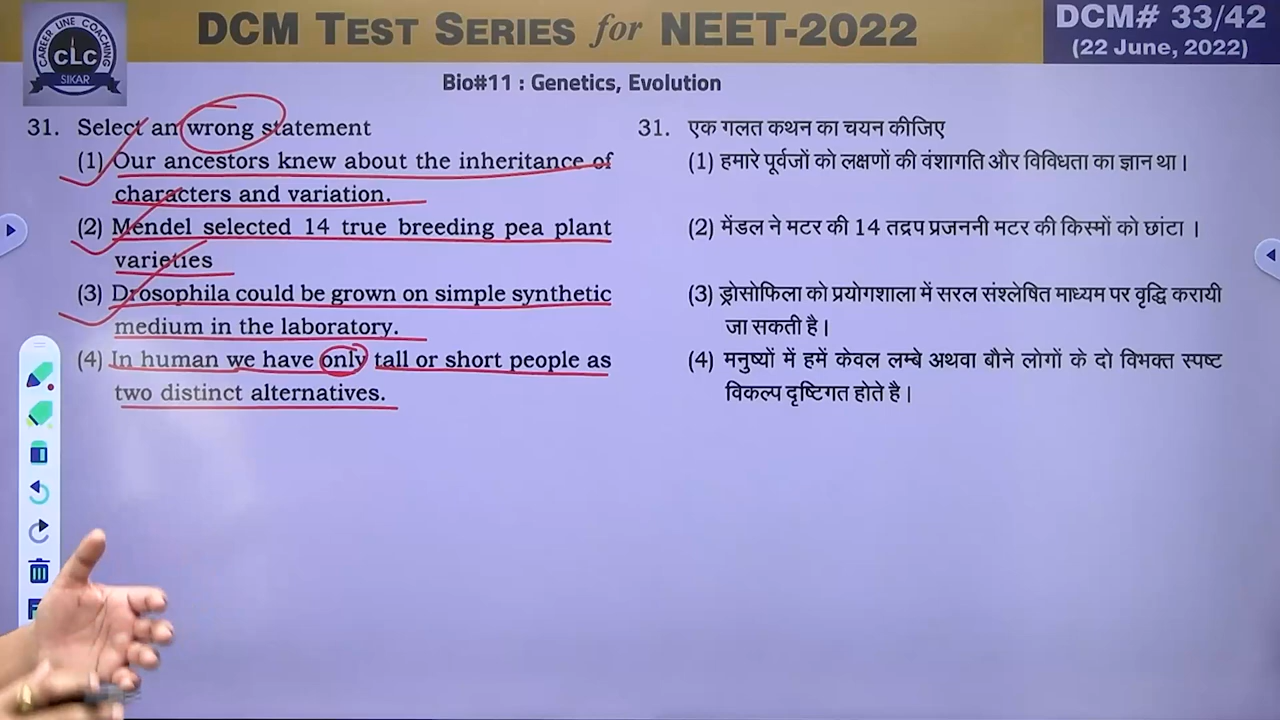 DCM TEST SERIES for NEET-2022
DCM# 33/42
(22 June, 2022)
CAREER LINE COACHING
CLC
SIKAR
Bio#11 : Genetics, Evolution
31. Select an wrong statement
(1) Our ancestors knew about the inheritance of
characters and variation.
(2) Mendel selected 14 true breeding pea plant
varieties
(3) Drosophila could be grown on simple synthetic
medium in the laboratory.
(4) In human we have only tall or short people as
two distinct alternatives.
31. एक गलत कथन का चयन कीजिए
(1) हमारे पूर्वजों को लक्षणों की वंशागति और विविधता का ज्ञान था।
(2) मेंडल ने मटर की 14 तद्रप प्रजननी मटर की किस्मों को छांटा ।
(3) ड्रोसोफिला को प्रयोगशाला में सरल संश्लेषित माध्यम पर वृद्धि करायी
जा सकती है।
(4) मनुष्यों में हमें केवल लम्बे अथवा बौने लोगों के दो विभक्त स्पष्ट
विकल्प दृष्टिगत होते है।